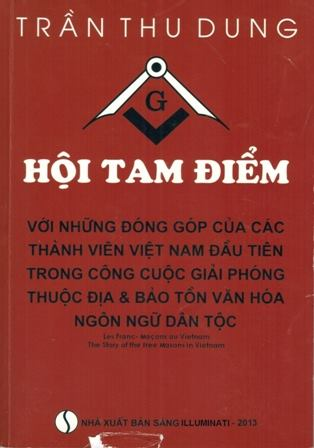 TRẦN THU DUNG
G
HỘI TAM ĐIỂM
VỚI NHỮNG ĐÓNG GÓP CỦA CÁC
THÀNH VIÊN VIỆT NAM ĐẦU TIÊN
TRONG CÔNG CUỘC GIẢI PHÓNG
THUỘC ĐỊA & BẢO TỒN VĂN HÓA
NGÔN NGỮ DÂN TỘC
Les Franc- Maçons au Vietnam
The Story of the Free Masons in Vietnam
NHÀ XUẤT BẢN SÁNG ILLUMINATI - 2013